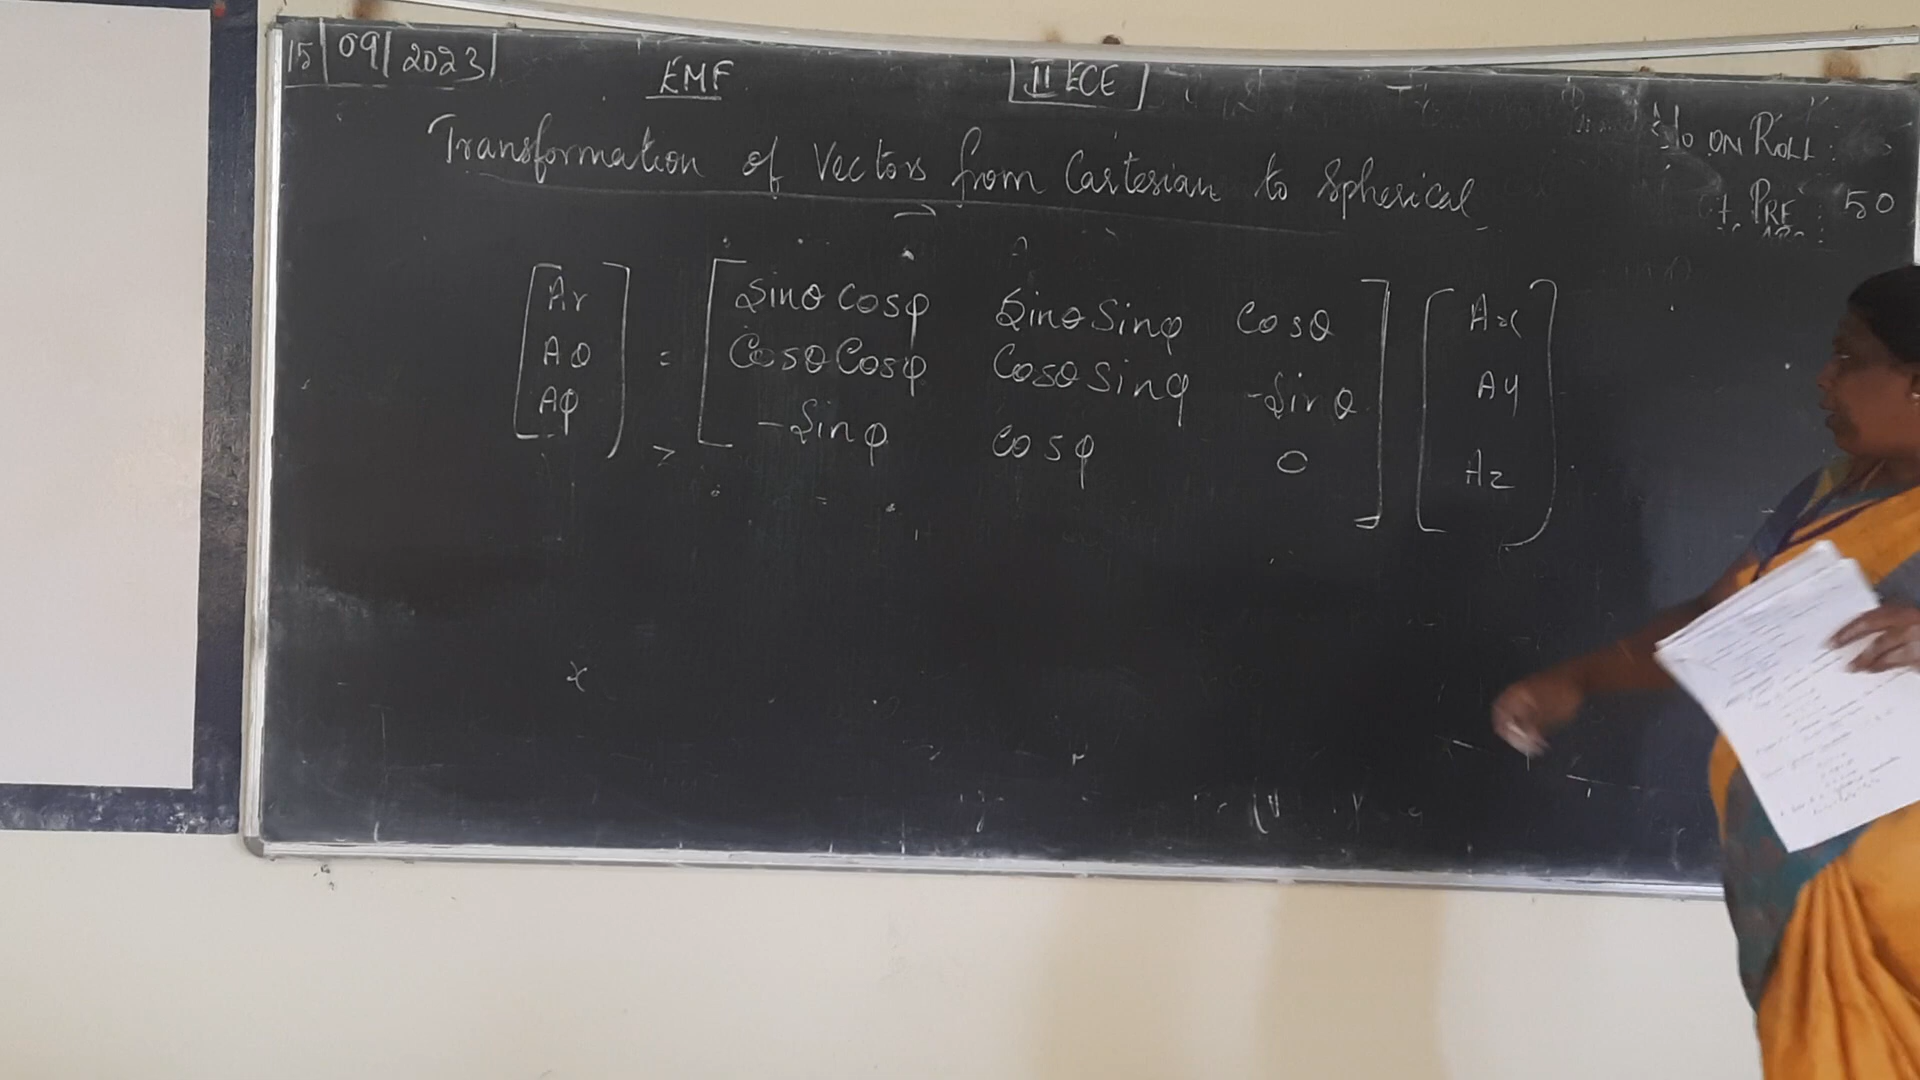 15/09/2023
EMF
II ECE
ON ROLL :
PRE : 50
Transformation of Vectors from Cartesian to Spherical
[Ar] = [Sinθ Cosφ Sinθ Sinφ Cosθ] [Ax]
[Aθ] [Cosθ Cosφ Cosθ Sinφ -Sinθ] [Ay]
[Aφ] [-Sinφ Cosφ 0] [Az]
x